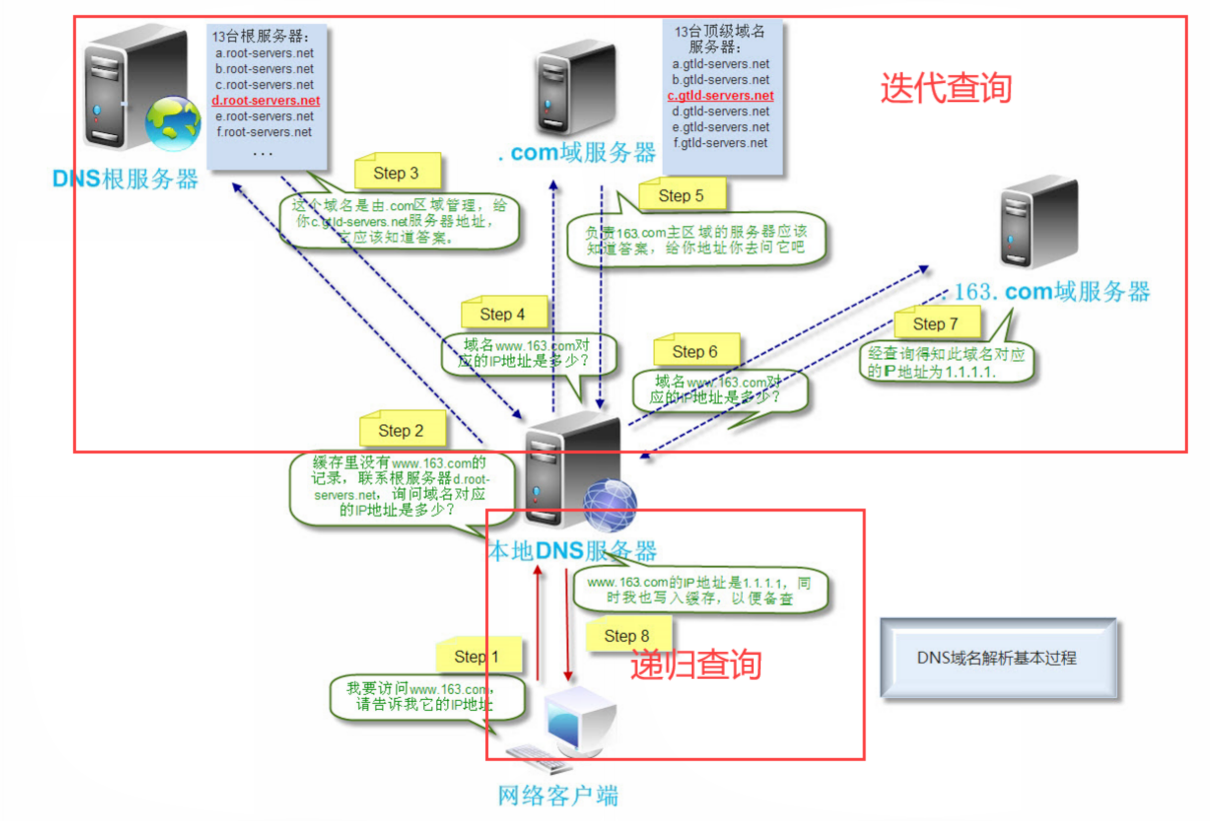 13台根服务器：
a.root-servers.net
b.root-servers.net
c.root-servers.net
d.root-servers.net
e.root-servers.net
f.root-servers.net
...
DNS根服务器
13台顶级域名
服务器：
a.gtld-servers.net
b.gtld-servers.net
c.gtld-servers.net
d.gtld-servers.net
e.gtld-servers.net
f.gtld-servers.net
.com域服务器
迭代查询
Step 3
这个域名是由.com区域管理，给
你c.gtld-servers.net服务器地址，
它应该知道答案。
Step 5
负责163.com主区域的服务器应该
知道答案，给你地址你去问它吧
.163.com域服务器
Step 4
域名www.163.com对
应的IP地址是多少？
Step 6
域名www.163.com对
应的IP地址是多少？
Step 7
经查询得知此域名对应
的IP地址为1.1.1.1.
Step 2
缓存里没有www.163.com的
记录，联系根服务器d.root-
servers.net，询问域名对应
的IP地址是多少？
本地DNS服务器
www.163.com的IP地址是1.1.1.1，同
时我也写入缓存，以便备查
Step 8
递归查询
Step 1
我要访问www.163.com，
请告诉我它的IP地址
网络客户端
DNS域名解析基本过程